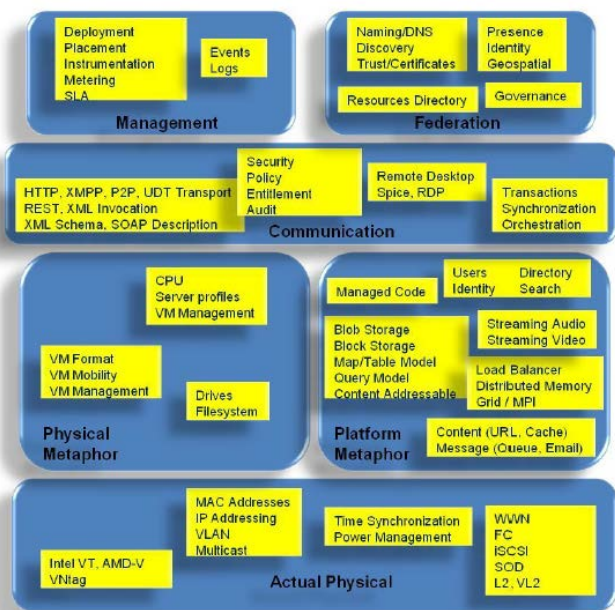 Deployment
Placement
Instrumentation
Metering
SLA
Events
Logs
Management
Naming/DNS
Discovery
Trust/Certificates
Presence
Identity
Geospatial
Resources Directory
Governance
Federation
HTTP, XMPP, P2P, UDT Transport
REST, XML Invocation
XML Schema, SOAP Description
Security
Policy
Entitlement
Audit
Remote Desktop
Spice, RDP
Transactions
Synchronization
Orchestration
Communication
CPU
Server profiles
VM Management
VM Format
VM Mobility
VM Management
Drives
Filesystem
Physical
Metaphor
Managed Code
Users Directory
Identity Search
Blob Storage
Block Storage
Map/Table Model
Query Model
Content Addressable
Streaming Audio
Streaming Video
Load Balancer
Distributed Memory
Grid / MPI
Content (URL, Cache)
Message (Queue, Email)
Platform
Metaphor
MAC Addresses
IP Addressing
VLAN
Multicast
Intel VT, AMD-V
VNtag
Time Synchronization
Power Management
WWN
FC
iSCSI
SOD
L2, VL2
Actual Physical